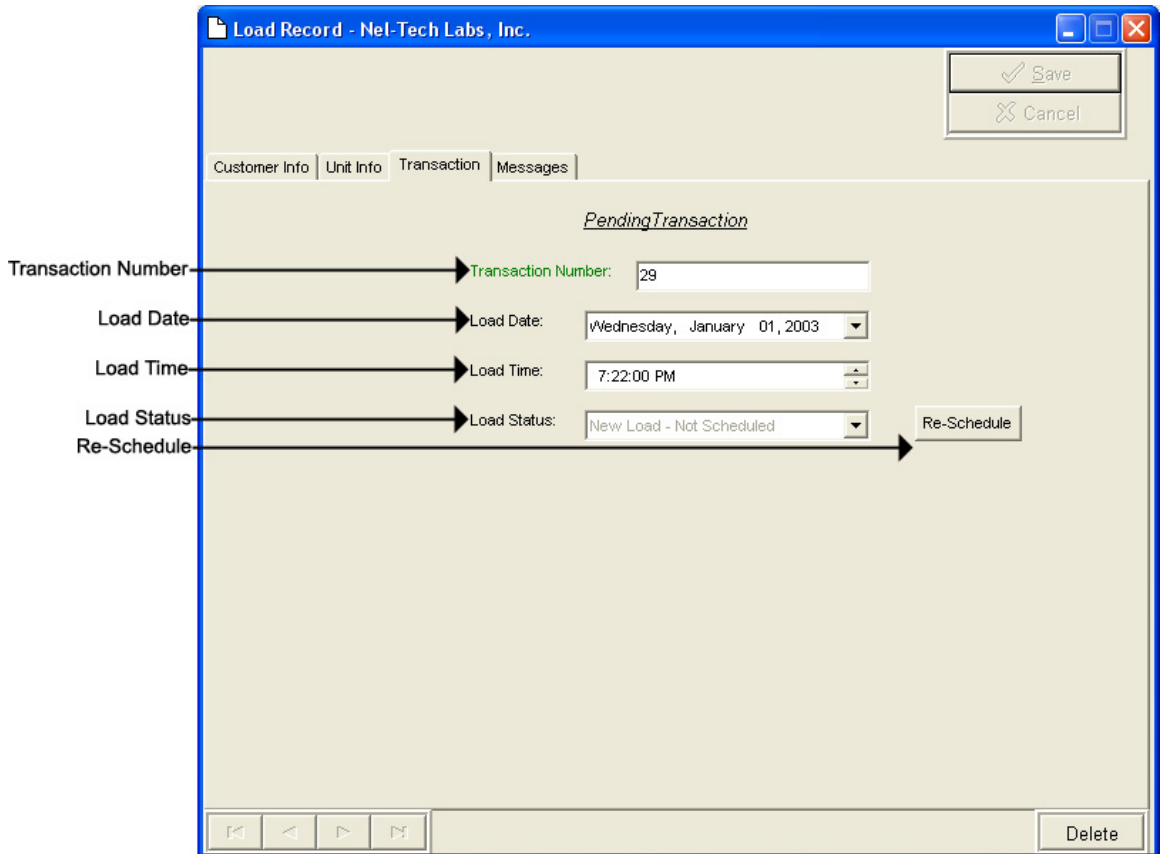 Load Record - Nel-Tech Labs, Inc.
Save
Cancel
Customer Info Unit Info Transaction Messages
PendingTransaction
Transaction Number Transaction Number: 29
Load Date Load Date: Wednesday, January 01, 2003
Load Time Load Time: 7:22:00 PM
Load Status Load Status: New Load - Not Scheduled Re-Schedule
Re-Schedule
Delete